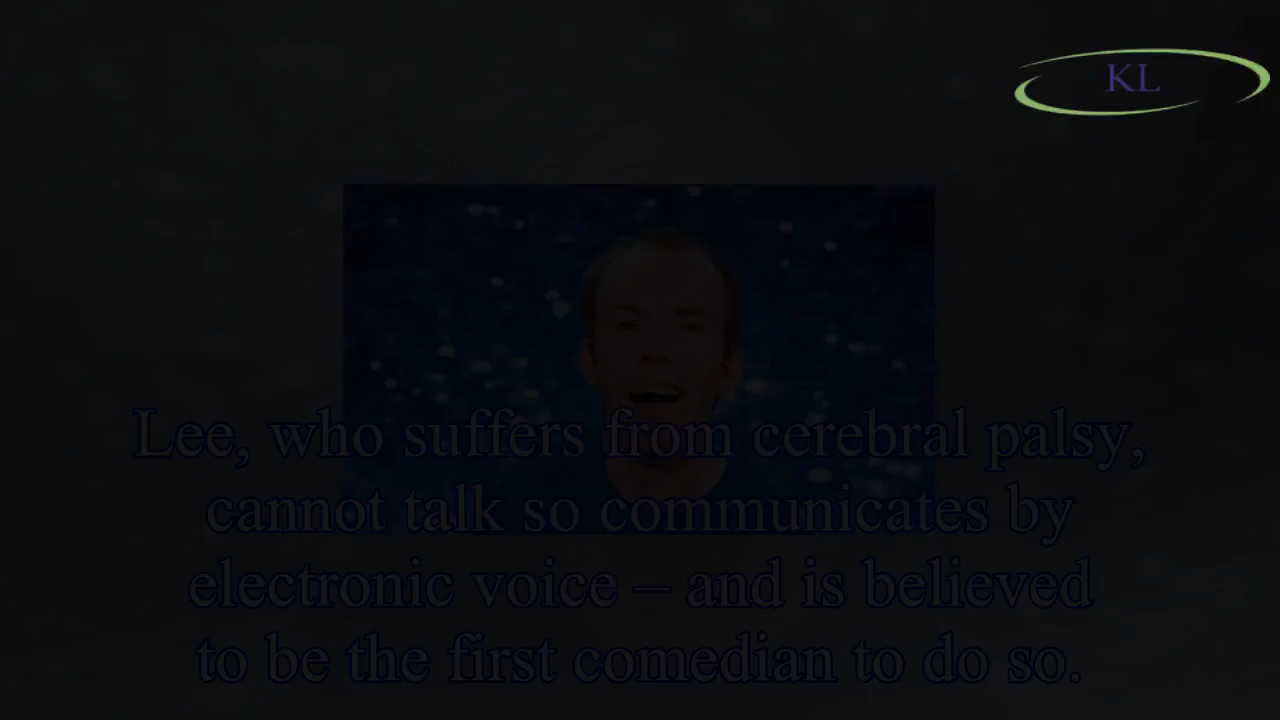 KL
Lee, who suffers from cerebral palsy,
cannot talk so communicates by
electronic voice – and is believed
to be the first comedian to do so.